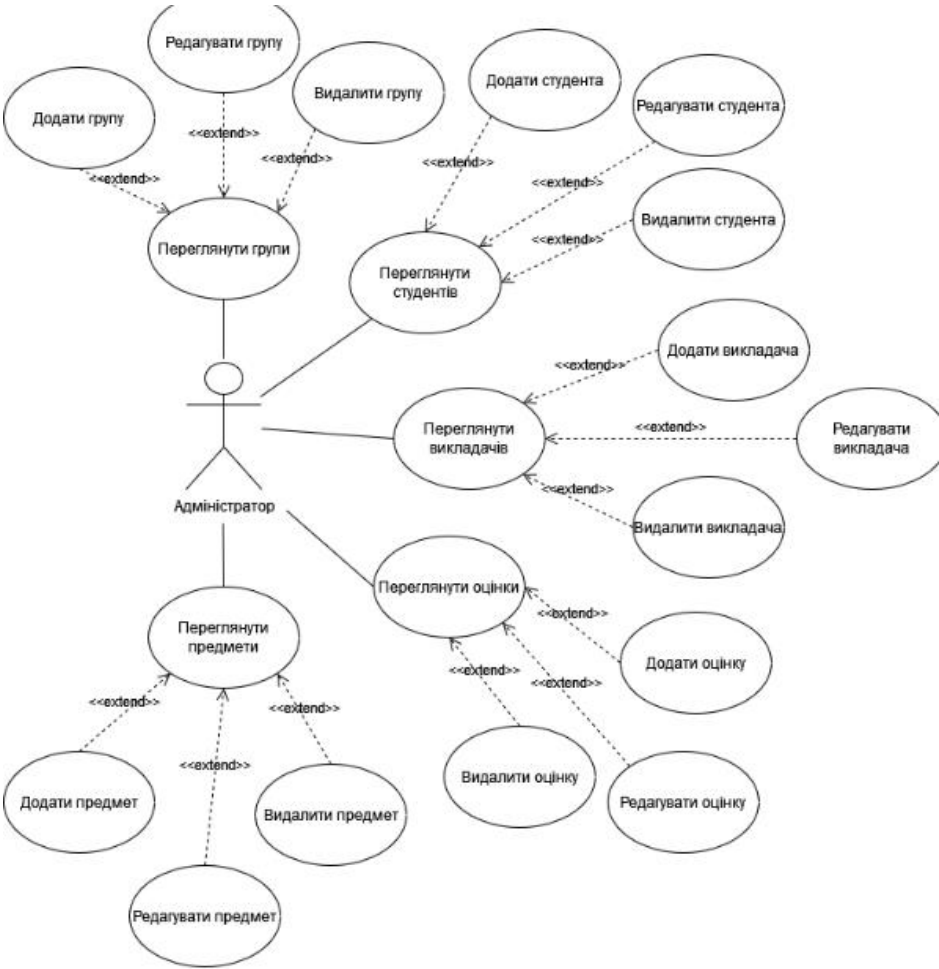 Редагувати групу
Додати групу
Видалити групу
<<extend>>
<<extend>>
<<extend>>
Переглянути групи
Додати студента
Редагувати студента
Видалити студента
<<extend>>
<<extend>>
<<extend>>
Переглянути
студентів
Додати викладача
<<extend>>
Переглянути
викладачів
<<extend>>
Редагувати
викладача
<<extend>>
Видалити викладача
Адміністратор
Переглянути оцінки
<<extend>>
Додати оцінку
<<extend>>
<<extend>>
Видалити оцінку
Редагувати оцінку
Переглянути
предмети
<<extend>>
<<extend>>
<<extend>>
Додати предмет
Видалити предмет
Редагувати предмет